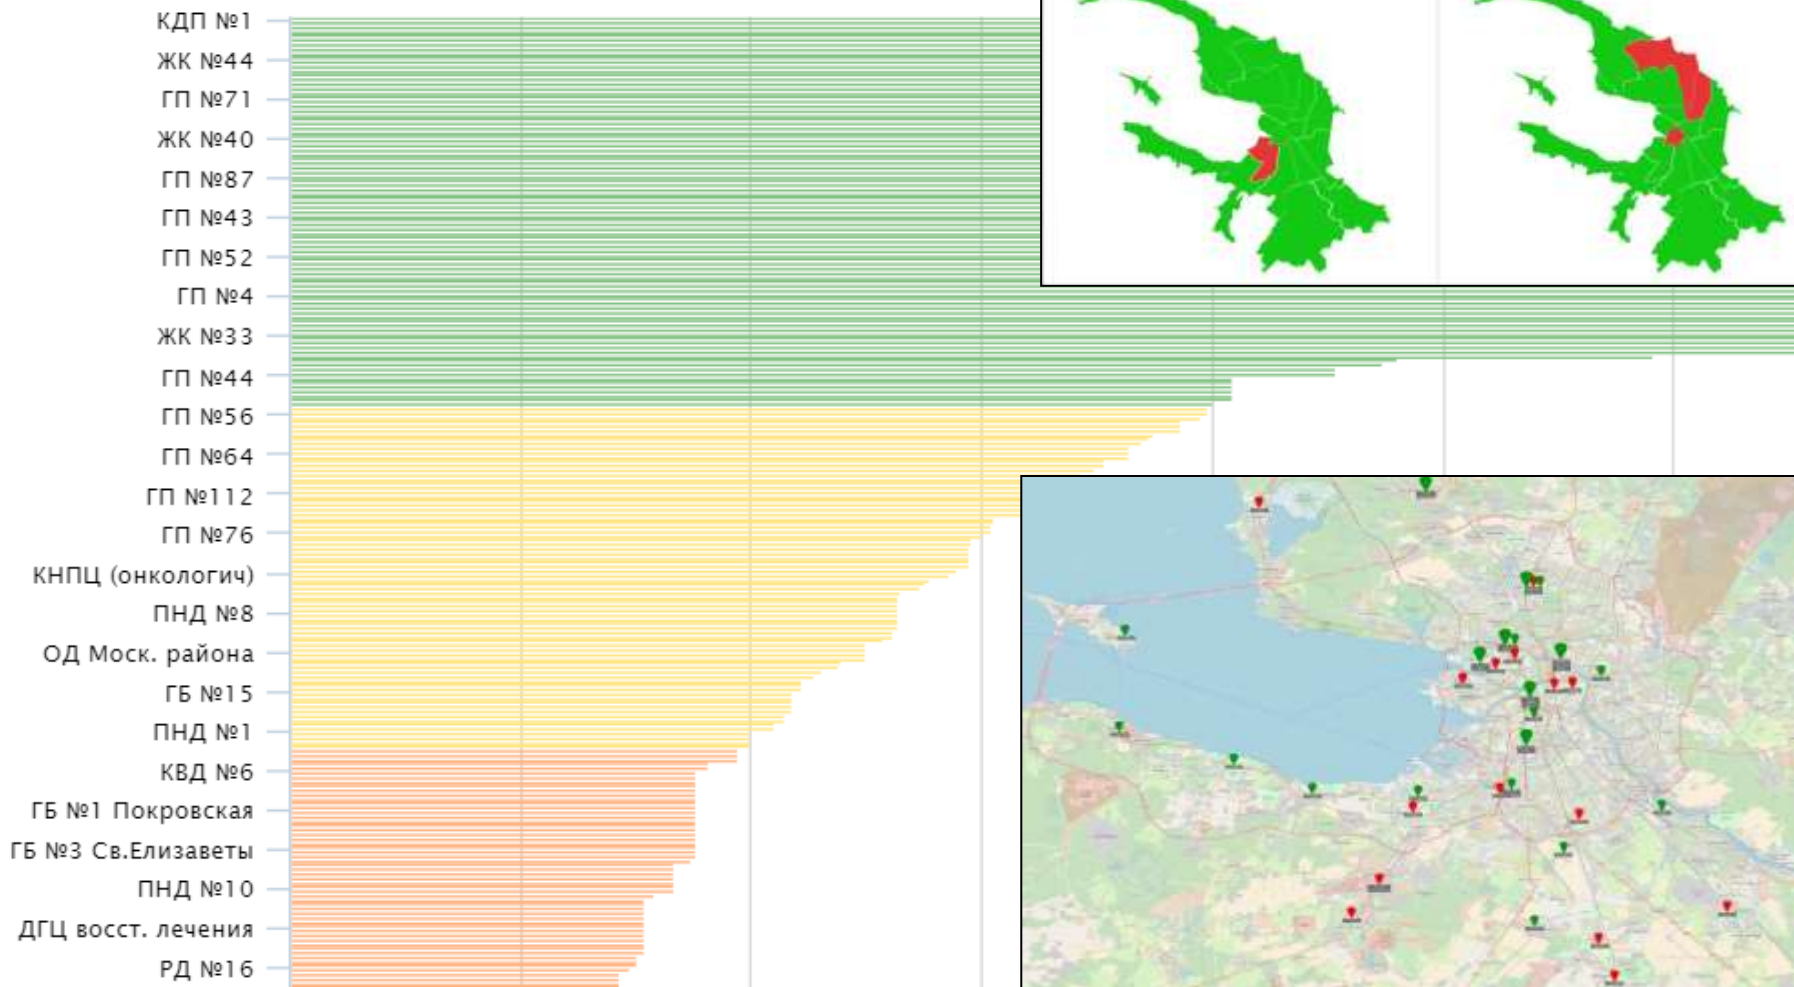 КДП №1
ЖК №44
ГП №71
ЖК №40
ГП №87
ГП №43
ГП №52
ГП №4
ЖК №33
ГП №44
ГП №56
ГП №64
ГП №112
ГП №76
КНПЦ (онкологич)
ПНД №8
ОД Моск. района
ГБ №15
ПНД №1
КВД №6
ГБ №1 Покровская
ГБ №3 Св.Елизаветы
ПНД №10
ДГЦ восст. лечения
РД №16